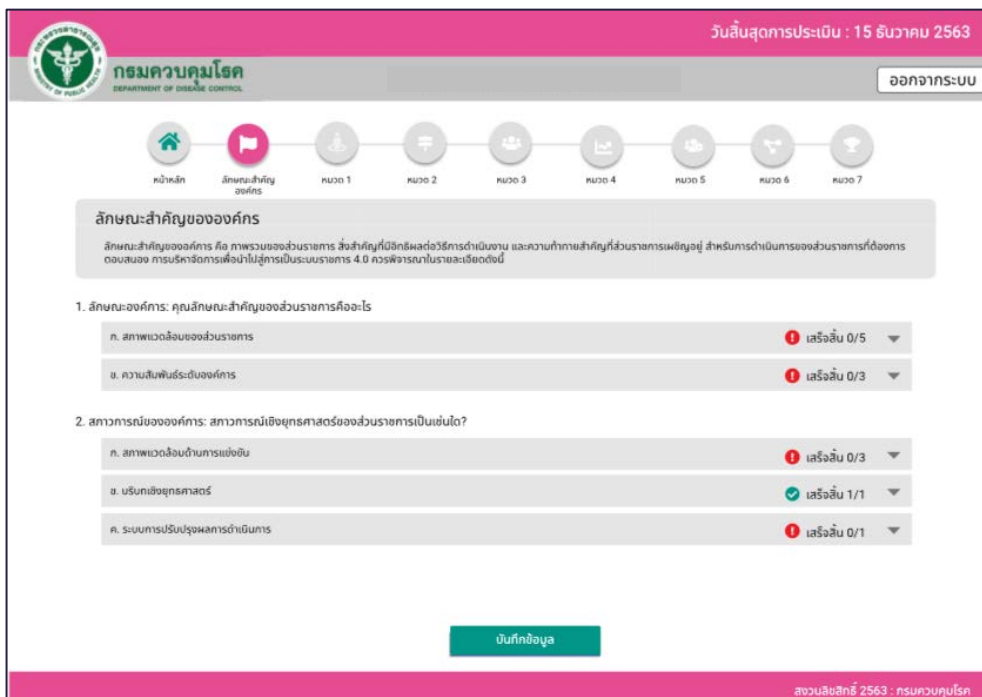 วันสิ้นสุดการประเมิน : 15 ธันวาคม 2563
กรมควบคุมโรค
DEPARTMENT OF DISEASE CONTROL
ออกจากระบบ
หน้าหลัก
ลักษณะสำคัญ
องค์กร
หมวด 1
หมวด 2
หมวด 3
หมวด 4
หมวด 5
หมวด 6
หมวด 7
ลักษณะสำคัญขององค์กร
ลักษณะสำคัญขององค์การ คือ ภาพรวมของส่วนราชการ สิ่งสำคัญที่มีอิทธิผลต่อวิธีการดำเนินงาน และความท้าทายสำคัญที่ส่วนราชการเผชิญอยู่ สำหรับการดำเนินการของส่วนราชการที่ต้องการ
ตอบสนอง การบริหาจัดการเพื่อนำไปสู่การเป็นระบบราชการ 4.0 ควรพิจารณาในรายละเอียดดังนี้
1. ลักษณะองค์การ: คุณลักษณะสำคัญของส่วนราชการคืออะไร
ก. สภาพแวดล้อมของส่วนราชการ
เสร็จสิ้น 0/5
ข. ความสัมพันธ์ระดับองค์การ
เสร็จสิ้น 0/3
2. สภาวการณ์ขององค์การ: สภาวการณ์เชิงยุทธศาสตร์ของส่วนราชการเป็นเช่นใด?
ก. สภาพแวดล้อมด้านการแข่งขัน
เสร็จสิ้น 0/3
ข. บริบทเชิงยุทธศาสตร์
เสร็จสิ้น 1/1
ค. ระบบการปรับปรุงผลการดำเนินการ
เสร็จสิ้น 0/1
บันทึกข้อมูล
สงวนลิขสิทธิ์ 2563 : กรมควบคุมโรค